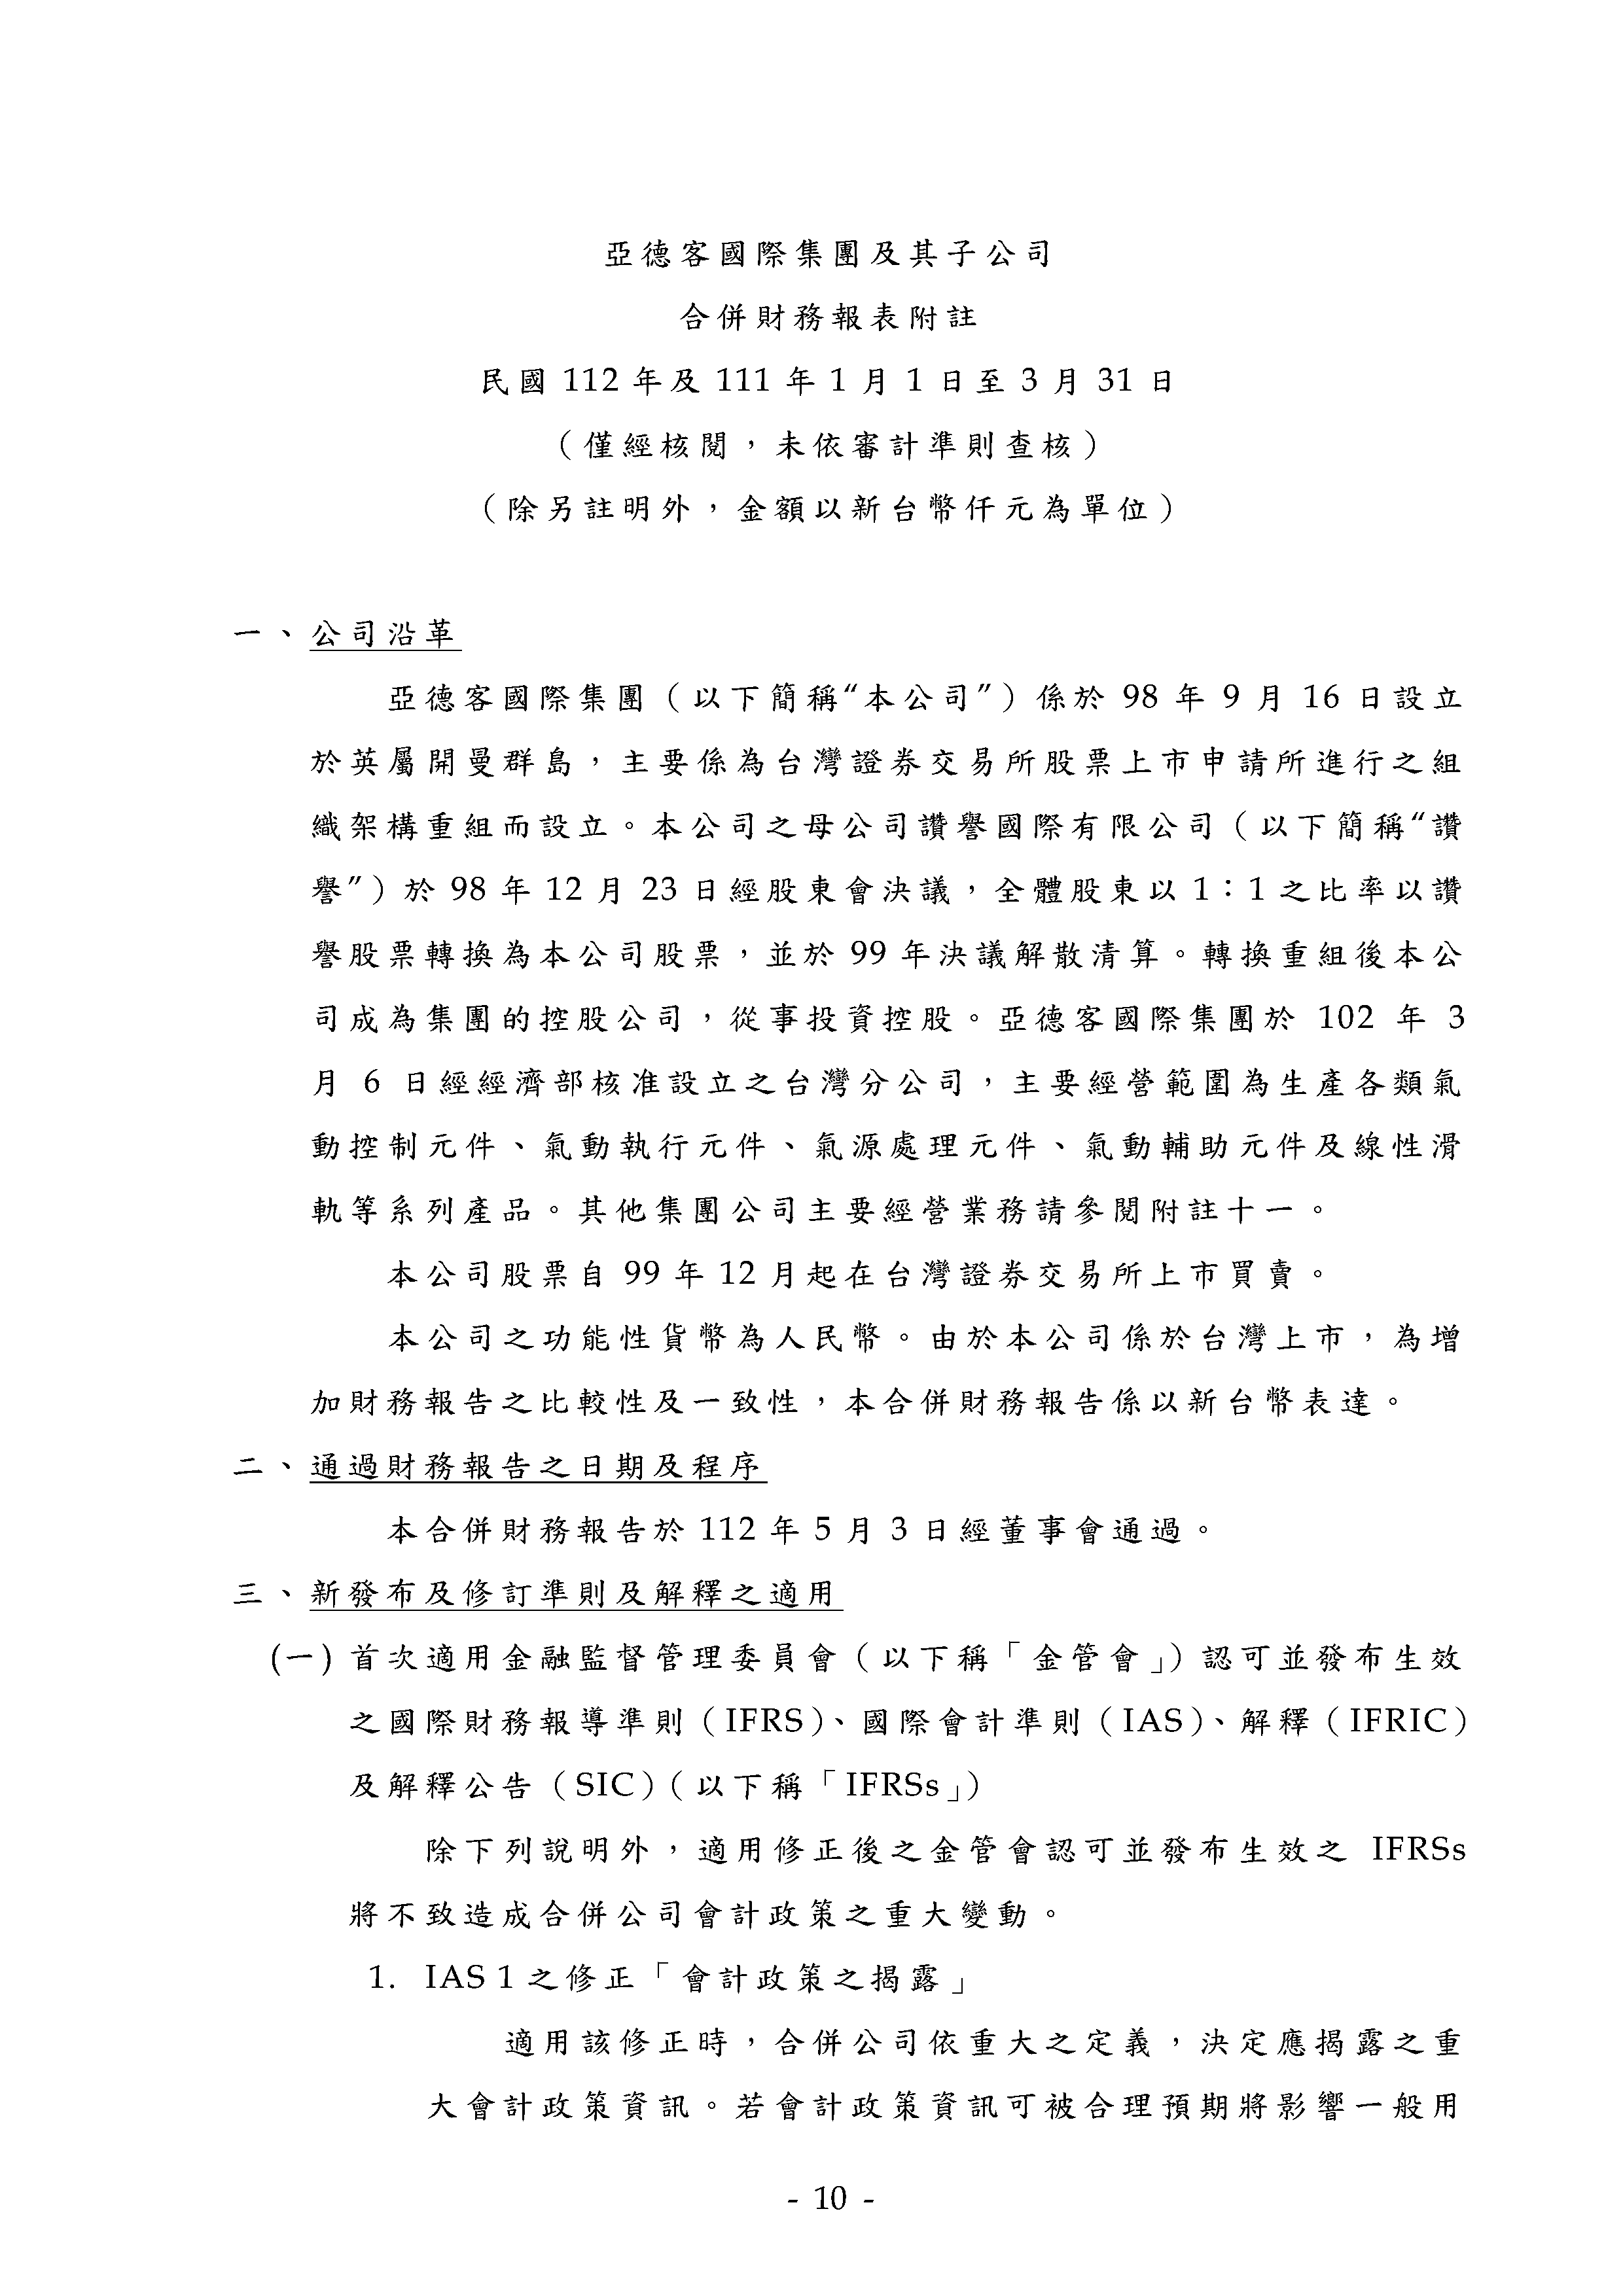 亞德客國際集團及其子公司
合併財務報表附註
民國 112 年及 111 年 1 月 1 日至 3 月 31 日
（僅經核閱，未依審計準則查核）
（除另註明外，金額以新台幣仟元為單位）
一、公司沿革
亞德客國際集團（以下簡稱“本公司”）係於 98 年 9 月 16 日設立
於英屬開曼群島，主要係為台灣證券交易所股票上市申請所進行之組
織架構重組而設立。本公司之母公司讚譽國際有限公司（以下簡稱“讚
譽”）於 98 年 12 月 23 日經股東會決議，全體股東以 1：1 之比率以讚
譽股票轉換為本公司股票，並於 99 年決議解散清算。轉換重組後本公
司成為集團的控股公司，從事投資控股。亞德客國際集團於 102 年 3
月 6 日經經濟部核准設立之台灣分公司，主要經營範圍為生產各類氣
動控制元件、氣動執行元件、氣源處理元件、氣動輔助元件及線性滑
軌等系列產品。其他集團公司主要經營業務請參閱附註十一。
本公司股票自 99 年 12 月起在台灣證券交易所上市買賣。
本公司之功能性貨幣為人民幣。由於本公司係於台灣上市，為增
加財務報告之比較性及一致性，本合併財務報告係以新台幣表達。
二、通過財務報告之日期及程序
本合併財務報告於 112 年 5 月 3 日經董事會通過。
三、新發布及修訂準則及解釋之適用
(一) 首次適用金融監督管理委員會（以下稱「金管會」）認可並發布生效
之國際財務報導準則（IFRS）、國際會計準則（IAS）、解釋（IFRIC）
及解釋公告（SIC）（以下稱「IFRSs」）
除下列說明外，適用修正後之金管會認可並發布生效之 IFRSs
將不致造成合併公司會計政策之重大變動。
1. IAS 1 之修正「會計政策之揭露」
適用該修正時，合併公司依重大之定義，決定應揭露之重
大會計政策資訊。若會計政策資訊可被合理預期將影響一般用
- 10 -